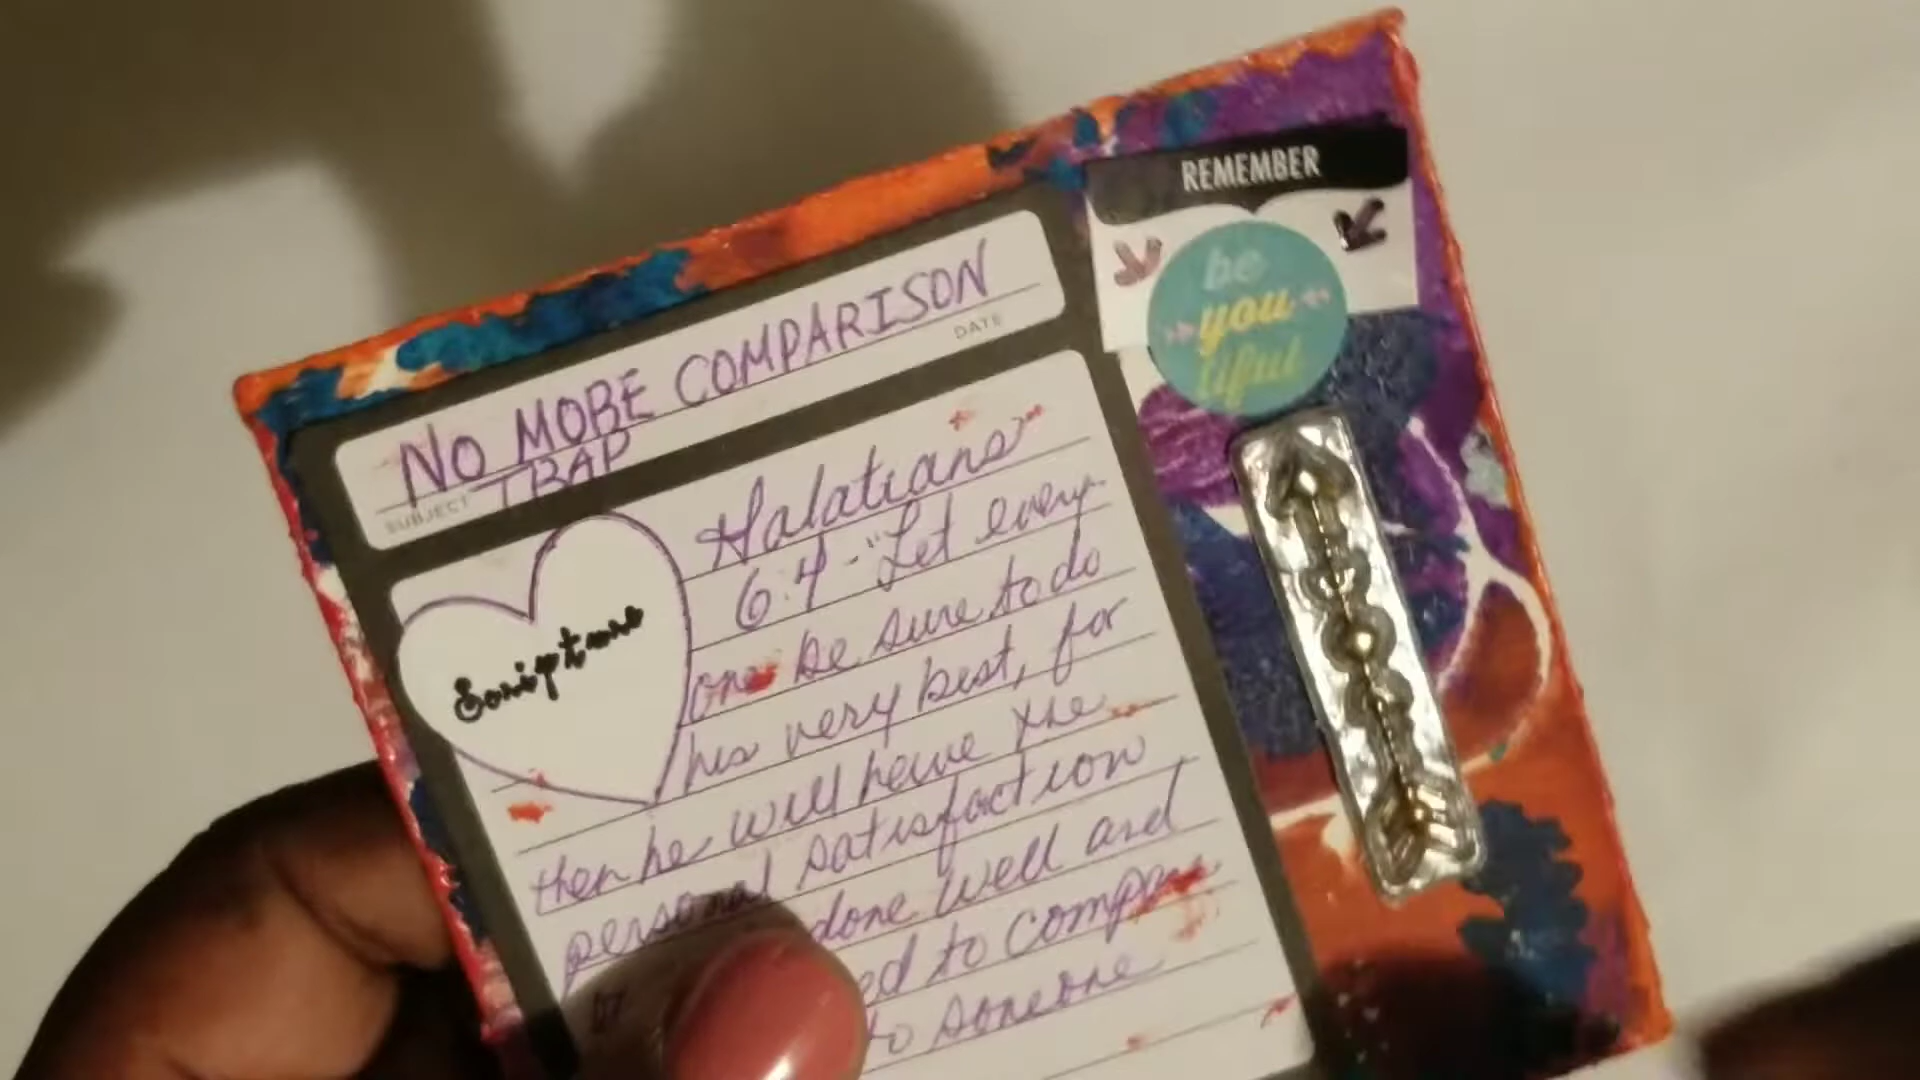 REMEMBER
be
you
tiful
NO MORE COMPARISON
DATE
TRAP
SUBJECT
Scripture
Galatians
6:4 - "Let every
one be sure to do
his very best, for
then he will have the
personal satisfaction
done well and
to compare
to someone